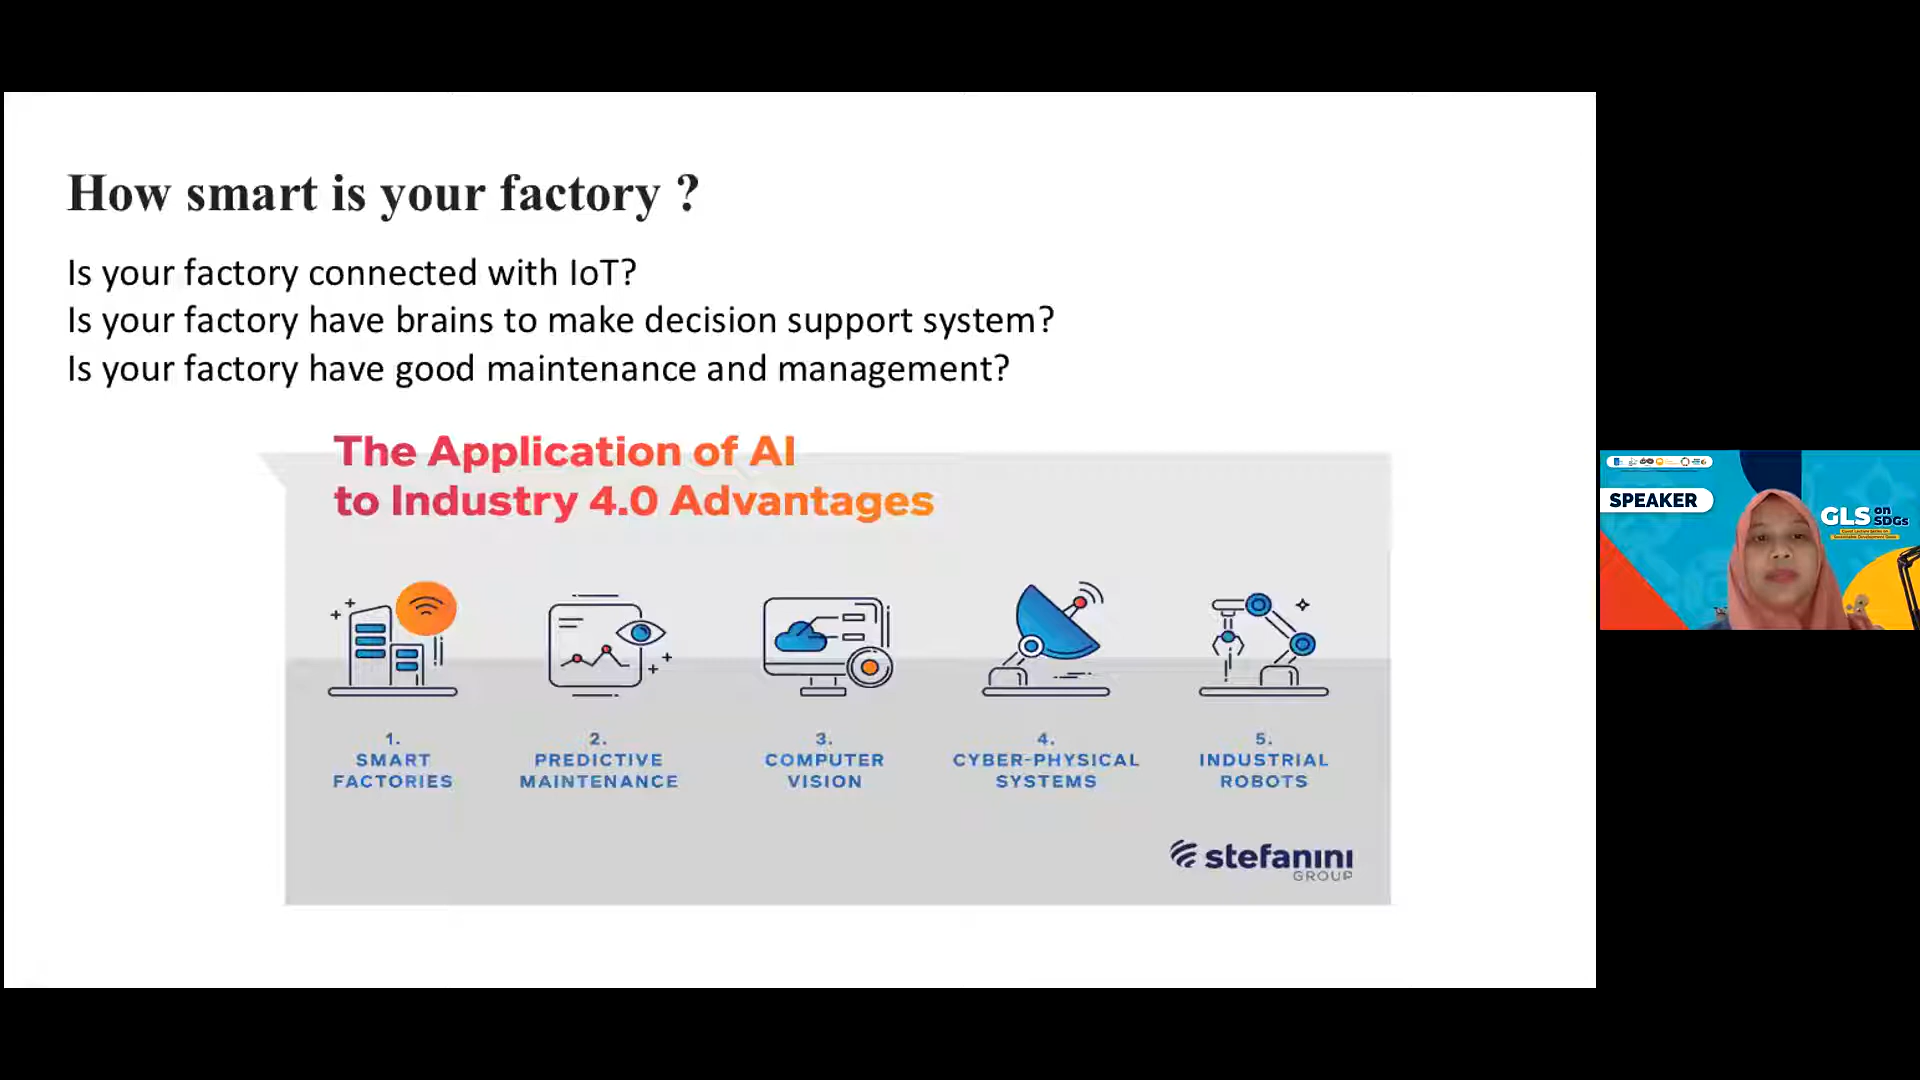 How smart is your factory ?
Is your factory connected with IoT?
Is your factory have brains to make decision support system?
Is your factory have good maintenance and management?
The Application of AI
to Industry 4.0 Advantages
1.
SMART
FACTORIES
2.
PREDICTIVE
MAINTENANCE
3.
COMPUTER
VISION
4.
CYBER-PHYSICAL
SYSTEMS
5.
INDUSTRIAL
ROBOTS
stefanini
GROUP
SPEAKER
GLS on
SDGs